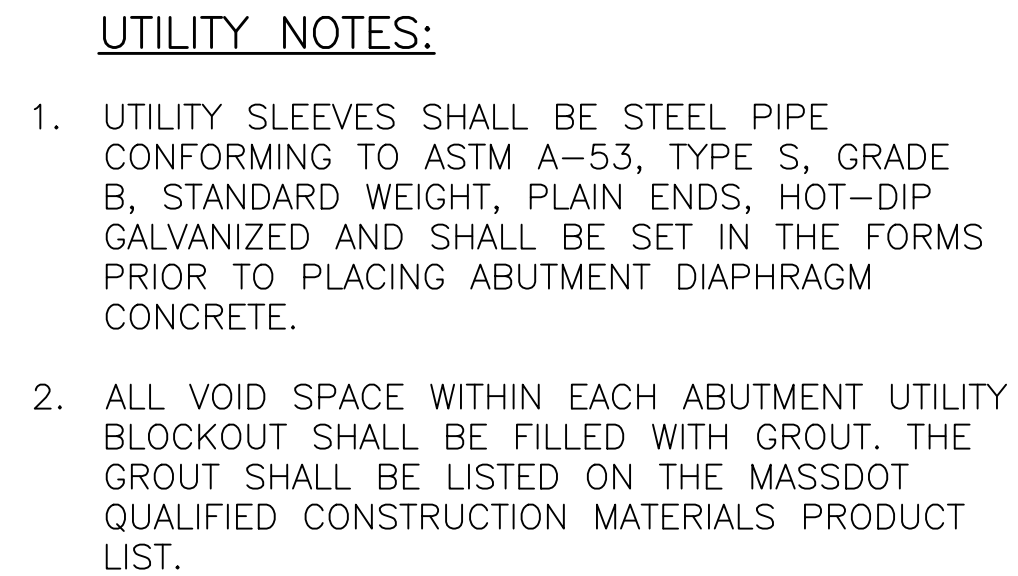 UTILITY NOTES:
1. UTILITY SLEEVES SHALL BE STEEL PIPE
CONFORMING TO ASTM A-53, TYPE S, GRADE
B, STANDARD WEIGHT, PLAIN ENDS, HOT-DIP
GALVANIZED AND SHALL BE SET IN THE FORMS
PRIOR TO PLACING ABUTMENT DIAPHRAGM
CONCRETE.
2. ALL VOID SPACE WITHIN EACH ABUTMENT UTILITY
BLOCKOUT SHALL BE FILLED WITH GROUT. THE
GROUT SHALL BE LISTED ON THE MASSDOT
QUALIFIED CONSTRUCTION MATERIALS PRODUCT
LIST.